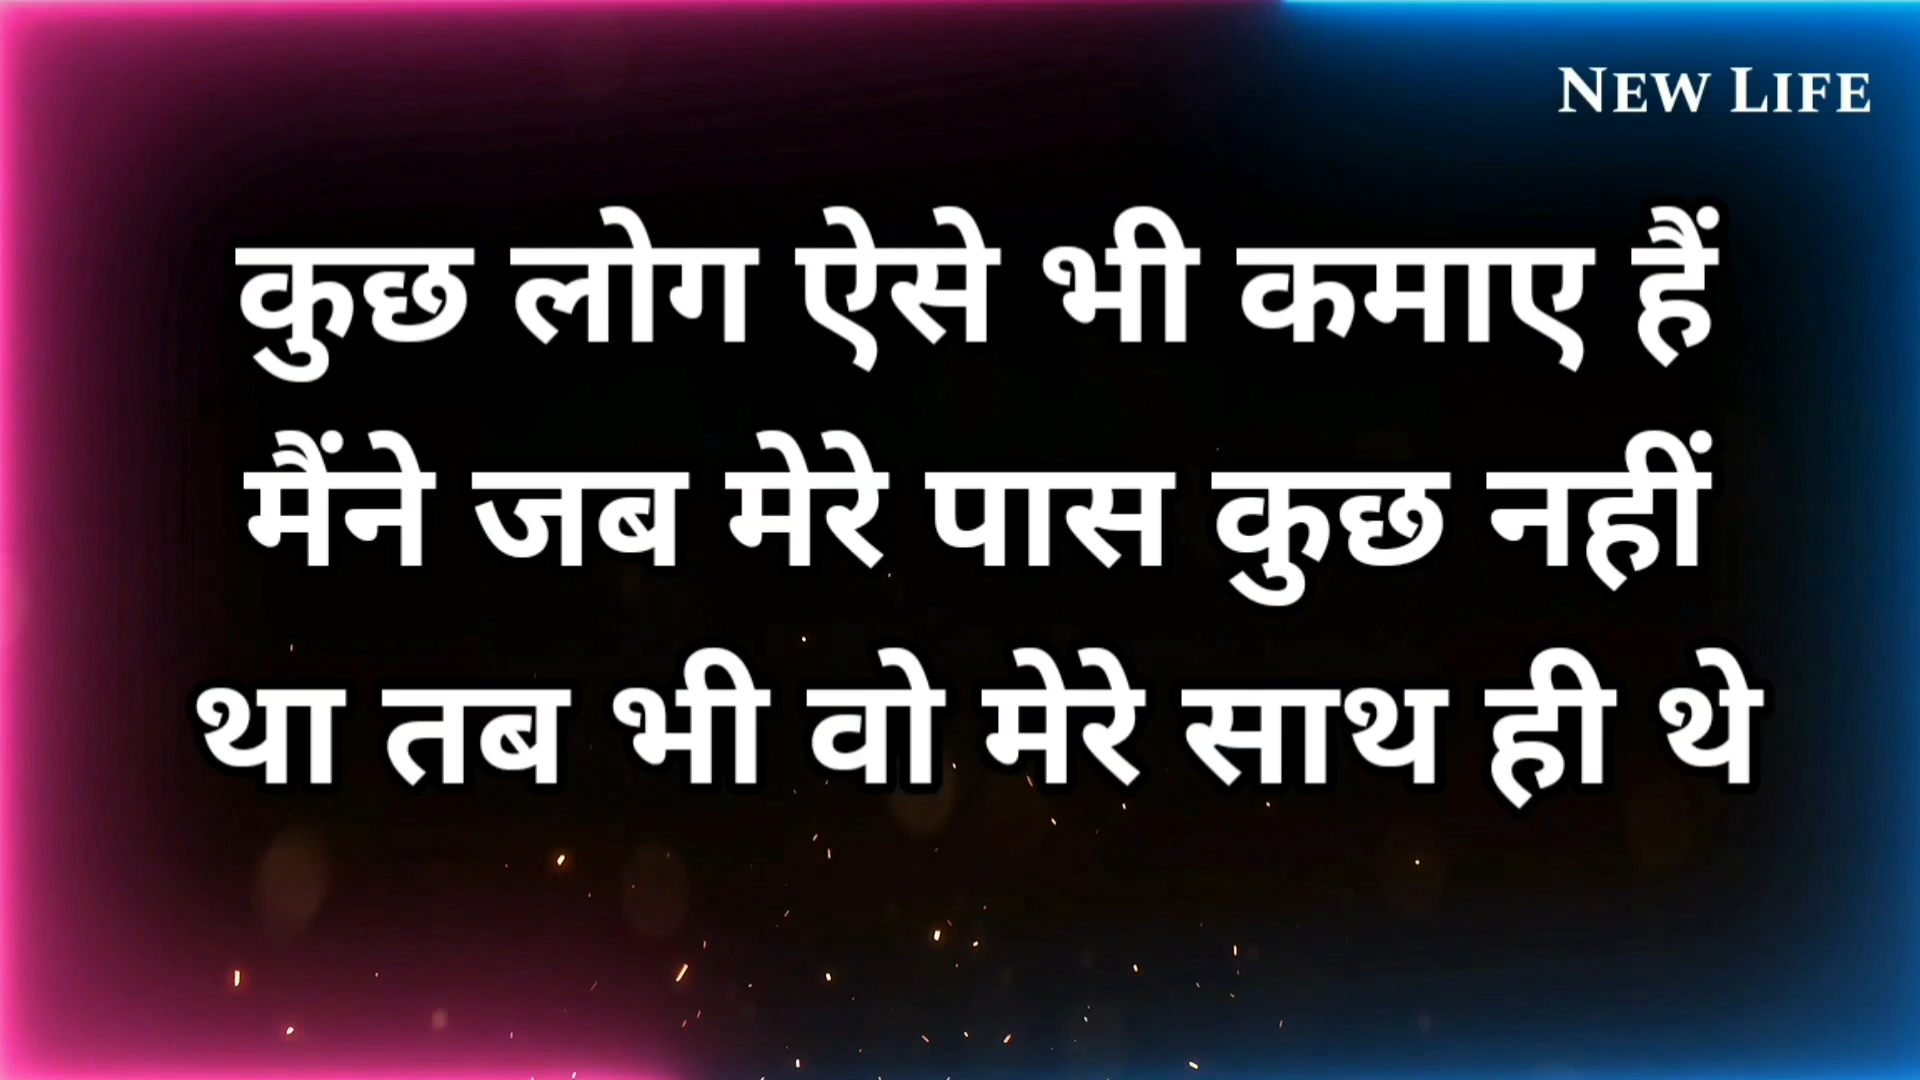 NEW LIFE
कुछ लोग ऐसे भी कमाए हैं
मैंने जब मेरे पास कुछ नहीं
था तब भी वो मेरे साथ ही थे